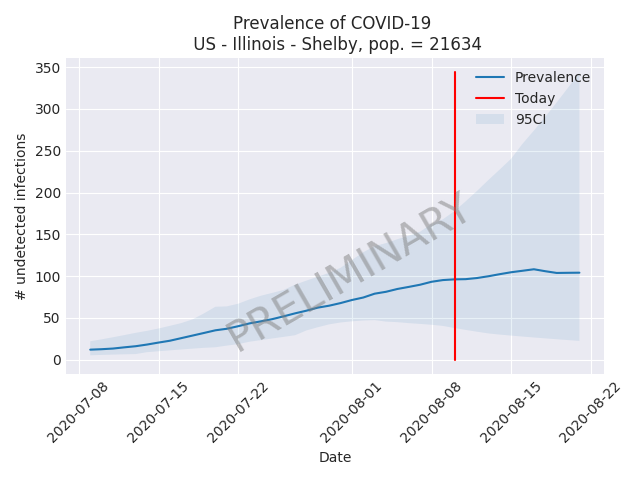 Prevalence of COVID-19
US - Illinois - Shelby, pop. = 21634
350
300
250
200
150
100
50
0
# undetected infections
Prevalence
Today
95CI
PRELIMINARY
2020-07-08
2020-07-15
2020-07-22
2020-08-01
2020-08-08
2020-08-15
2020-08-22
Date